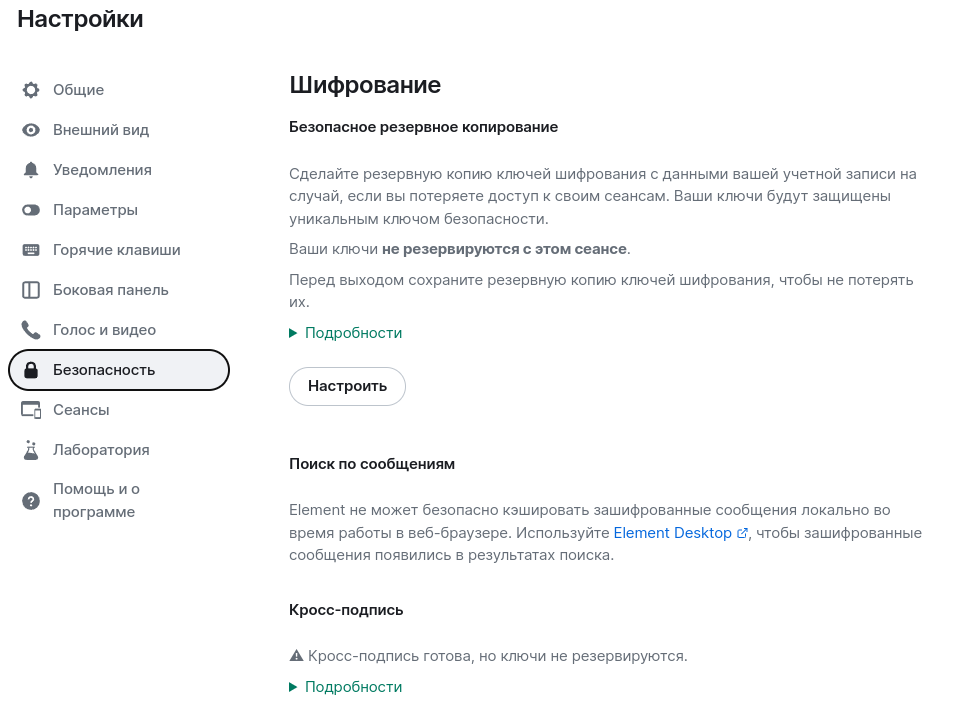 Настройки
Общие
Внешний вид
Уведомления
Параметры
Горячие клавиши
Боковая панель
Голос и видео
Безопасность
Сеансы
Лаборатория
Помощь и о
программе
Шифрование
Безопасное резервное копирование
Сделайте резервную копию ключей шифрования с данными вашей учетной записи на
случай, если вы потеряете доступ к своим сеансам. Ваши ключи будут защищены
уникальным ключом безопасности.
Ваши ключи не резервируются с этом сеансе.
Перед выходом сохраните резервную копию ключей шифрования, чтобы не потерять
их.
Подробности
Настроить
Поиск по сообщениям
Element не может безопасно кэшировать зашифрованные сообщения локально во
время работы в веб-браузере. Используйте Element Desktop, чтобы зашифрованные
сообщения появились в результатах поиска.
Кросс-подпись
Кросс-подпись готова, но ключи не резервируются.
Подробности